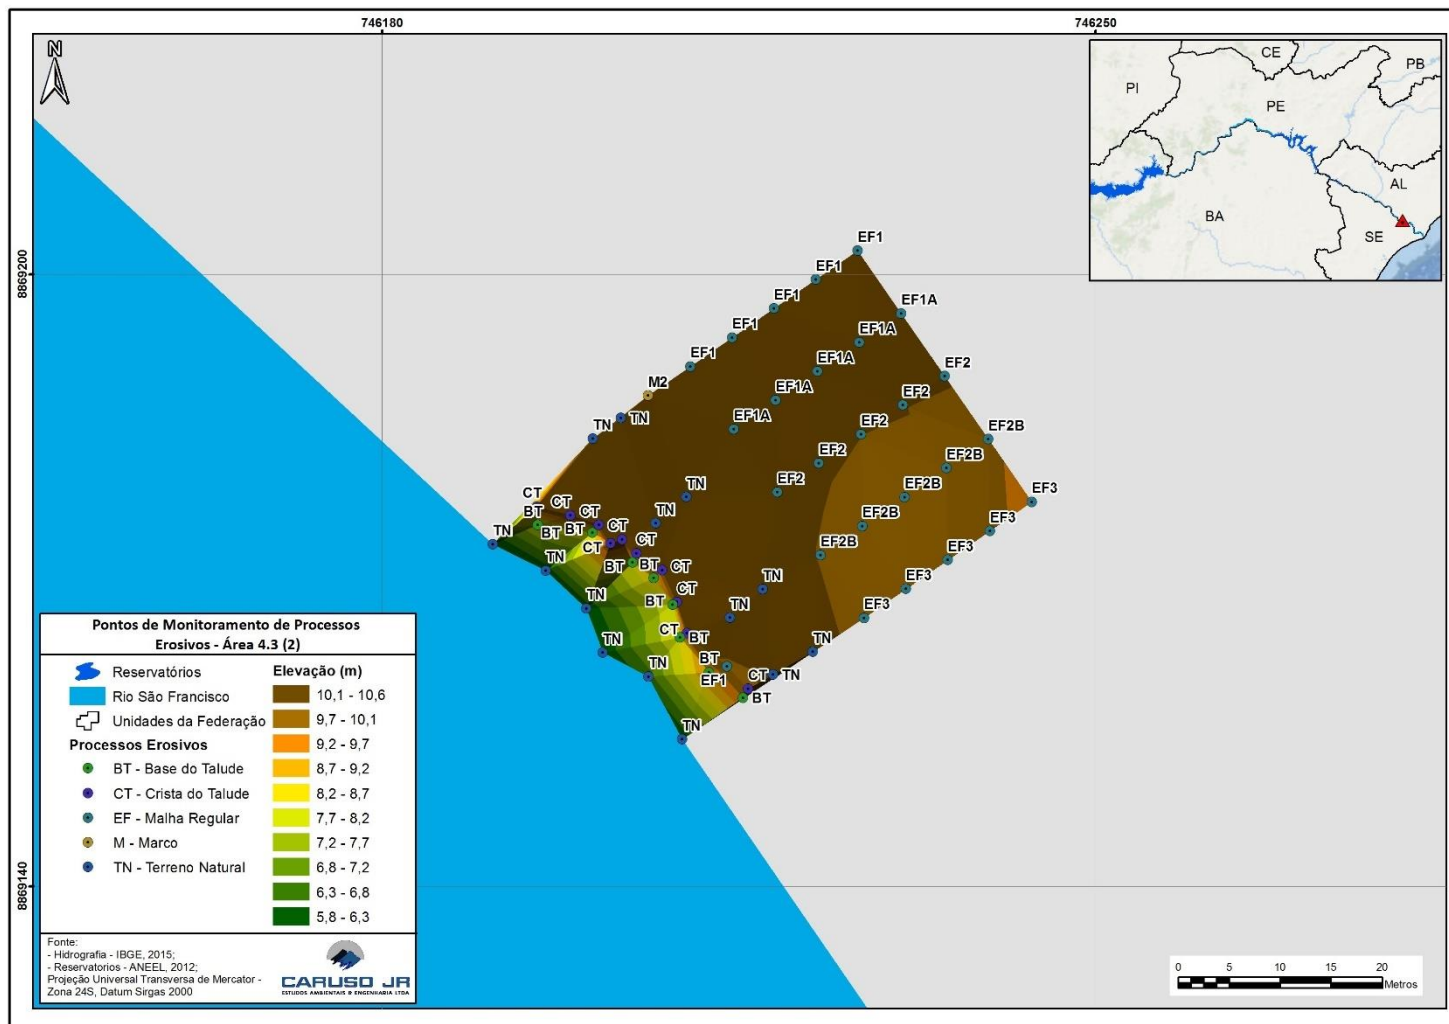 746180
746250
N
8869200
8869140
CE
PB
PI
PE
AL
BA
SE
EF1
EF1
EF1
EF1A
EF1
EF1A
EF1
EF1A
EF2
M2
EF1A
EF2
TN
TN
EF1A
EF2
EF2B
EF2
EF2B
CT
TN
EF2
EF2B
EF3
CT
CT
TN
BT
BT
BT
CT
EF2B
EF3
TN
CT
CT
EF2B
EF3
TN
BT
BT
CT
TN
EF3
TN
BT
CT
TN
EF3
TN
CT
BT
TN
TN
BT
EF1
CT
TN
BT
TN
Pontos de Monitoramento de Processos
Erosivos - Área 4.3 (2)
Reservatórios
Rio São Francisco
Unidades da Federação
Processos Erosivos
BT - Base do Talude
CT - Crista do Talude
EF - Malha Regular
M - Marco
TN - Terreno Natural
Elevação (m)
10,1 - 10,6
9,7 - 10,1
9,2 - 9,7
8,7 - 9,2
8,2 - 8,7
7,7 - 8,2
7,2 - 7,7
6,8 - 7,2
6,3 - 6,8
5,8 - 6,3
Fonte:
- Hidrografia - IBGE, 2015;
- Reservatorios - ANEEL, 2012;
Projeção Universal Transversa de Mercator -
Zona 24S, Datum Sirgas 2000
CARUSO JR
ESTUDOS AMBIENTAIS & ENGENHARIA LTDA
0 5 10 15 20
Metros